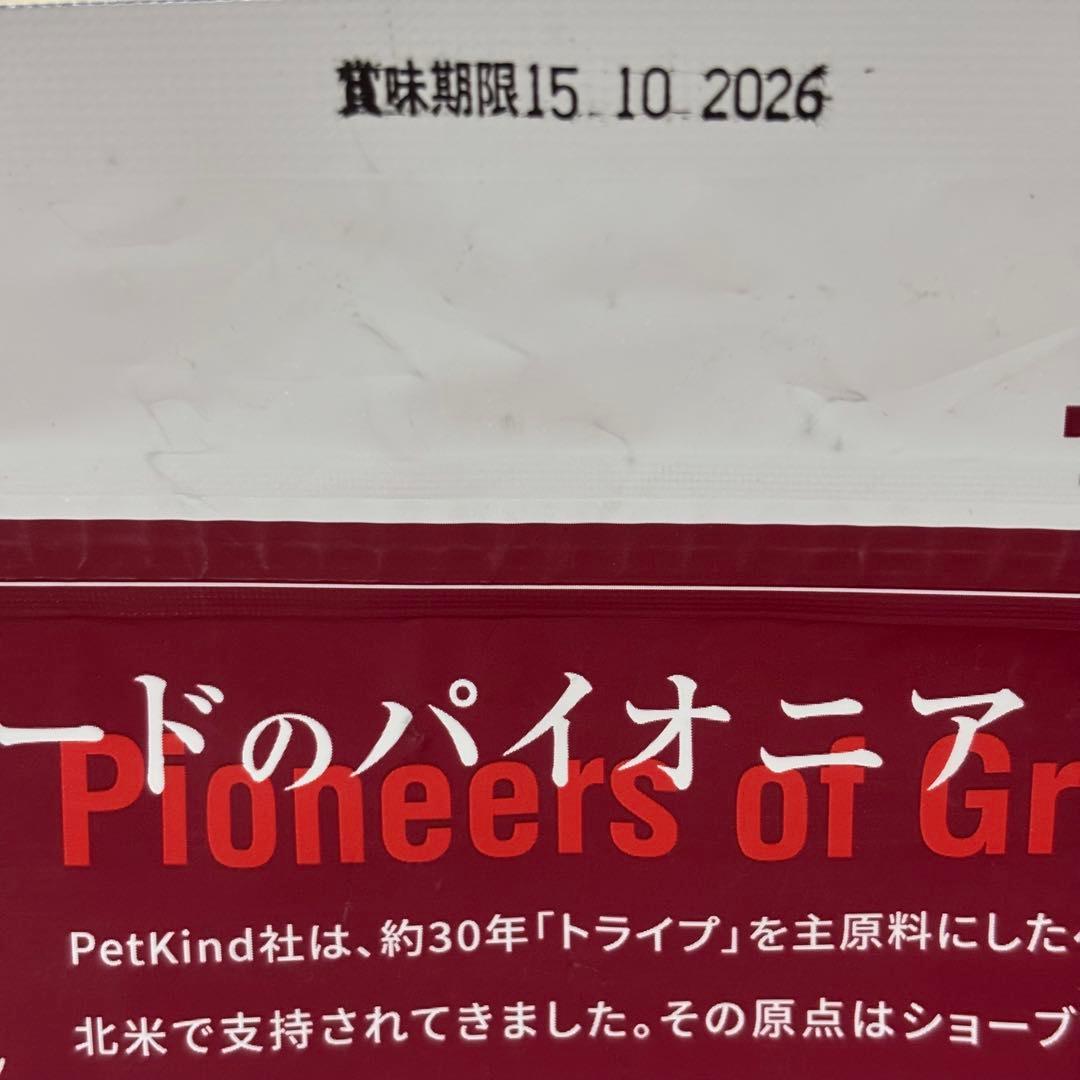 賞味期限15 10 2026
ードのパイオニア
Pioneers of Gr
PetKind社は、約30年「トライプ」を主原料にした
北米で支持されてきました。その原点はショーブ